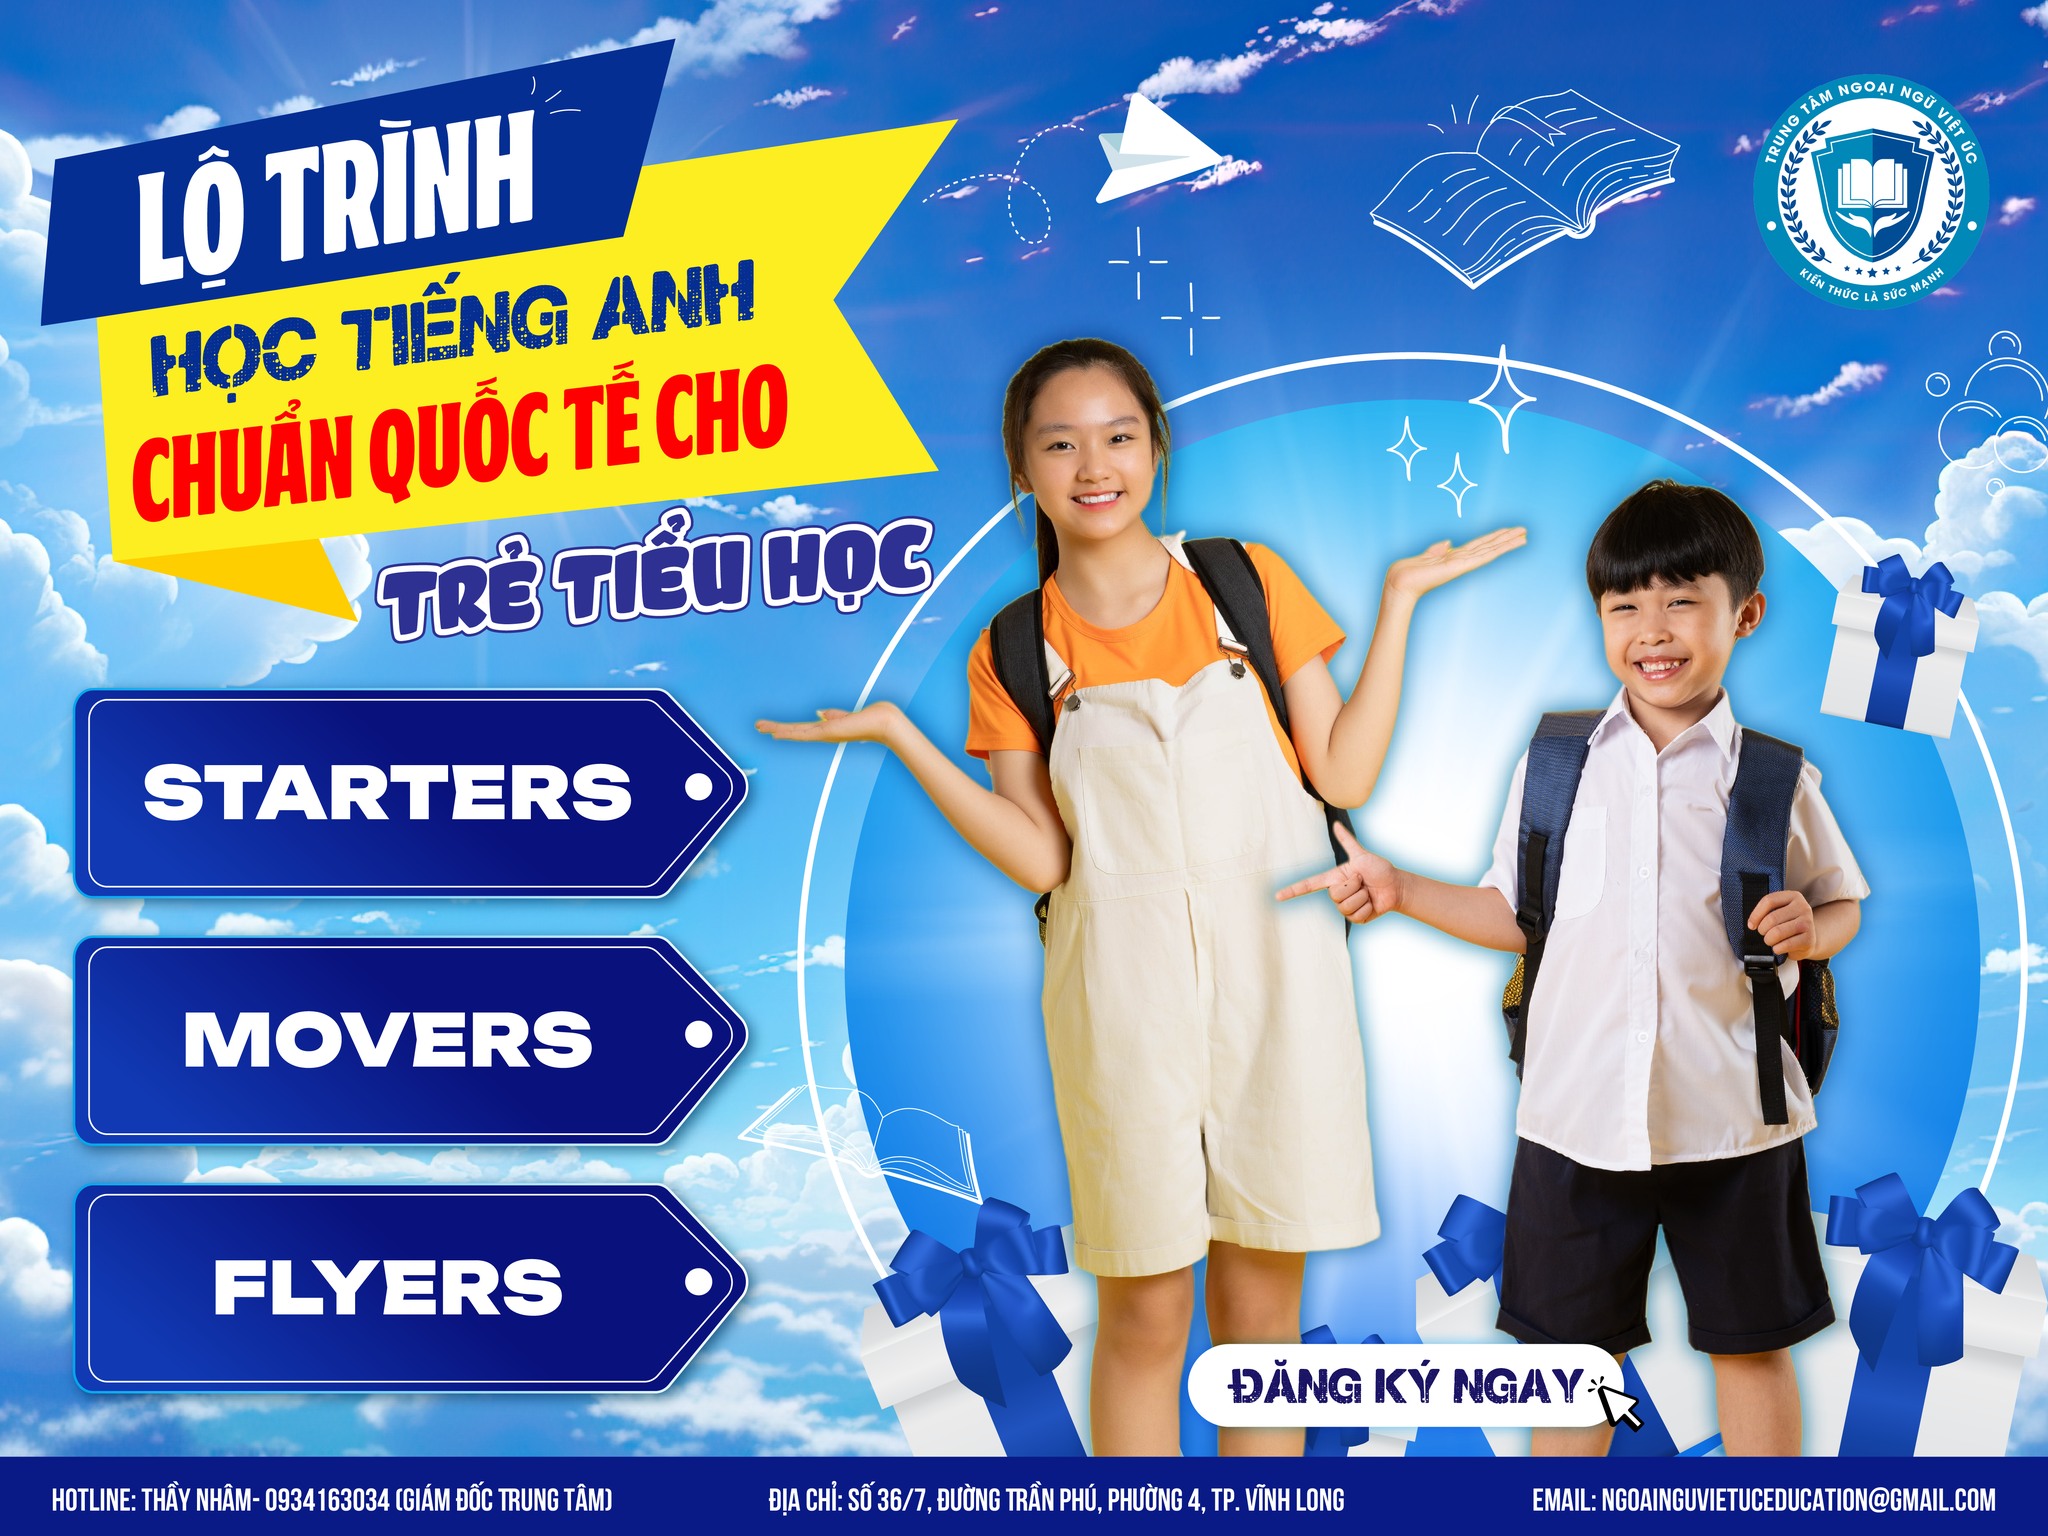 LỘ TRÌNH
HỌC TIẾNG ANH
CHUẨN QUỐC TẾ CHO
TRẺ TIỂU HỌC
TRUNG TÂM NGOẠI NGỮ VIỆT ÚC
KIẾN THỨC LÀ SỨC MẠNH
STARTERS
MOVERS
FLYERS
ĐĂNG KÝ NGAY
HOTLINE: THẦY NHÂM- 0934163034 (GIÁM ĐỐC TRUNG TÂM)
ĐỊA CHỈ: SỐ 36/7, ĐƯỜNG TRẦN PHÚ, PHƯỜNG 4, TP. VĨNH LONG
EMAIL: NGOAINGUVIETUCEDUCATION@GMAIL.COM